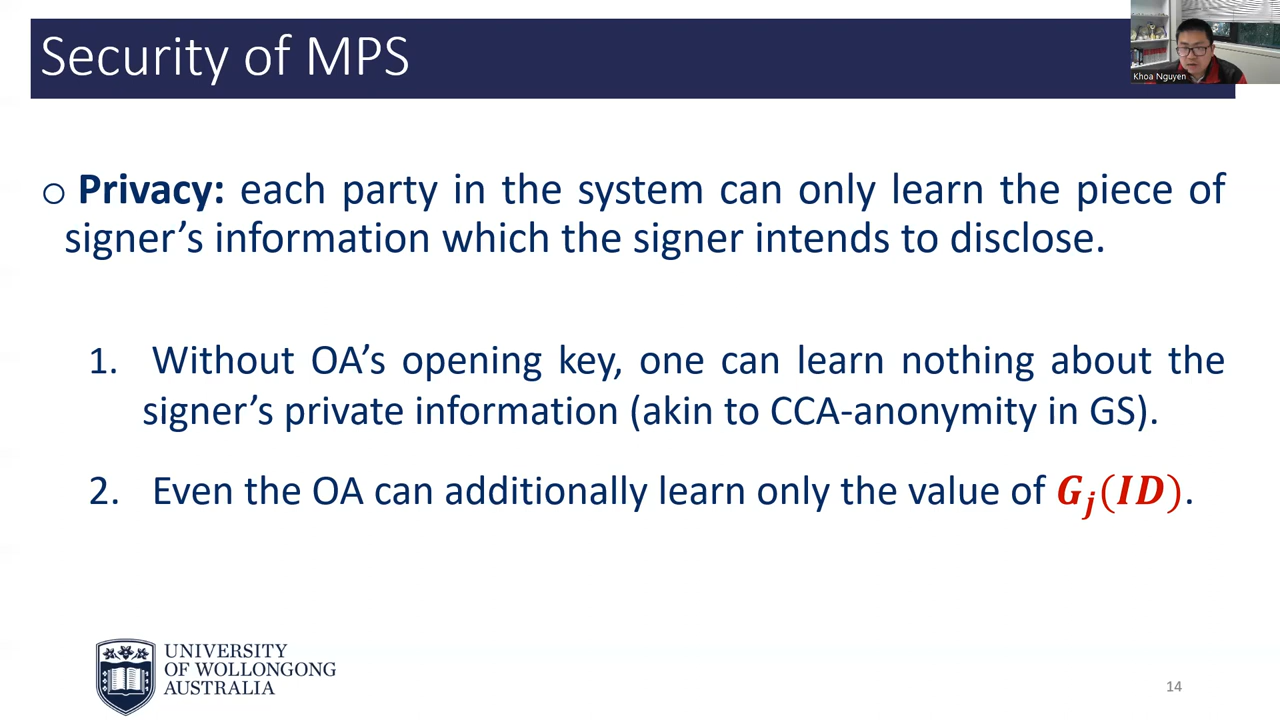 Security of MPS
Khoa Nguyen
○ Privacy: each party in the system can only learn the piece of
signer's information which the signer intends to disclose.
1. Without OA's opening key, one can learn nothing about the
signer's private information (akin to CCA-anonymity in GS).
2. Even the OA can additionally learn only the value of G_j(ID).
UNIVERSITY
OF WOLLONGONG
AUSTRALIA
14